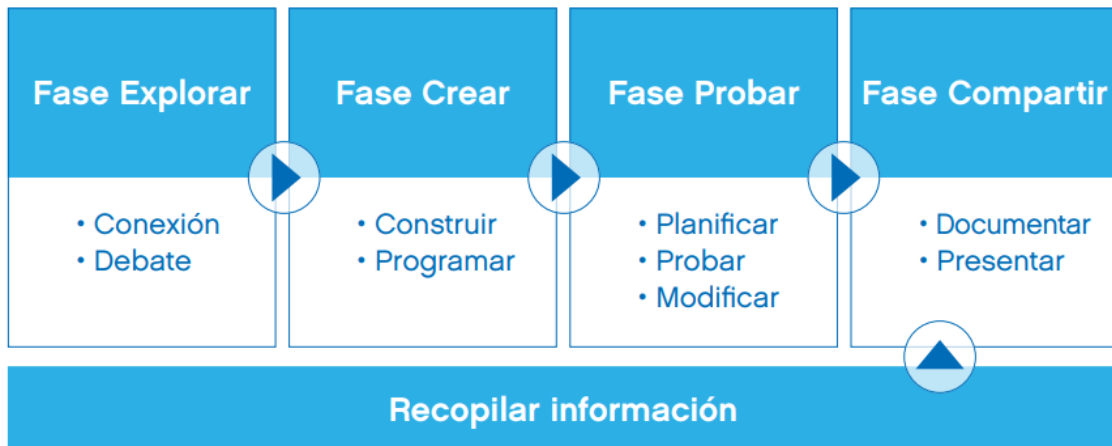 Fase Explorar
• Conexión
• Debate
Fase Crear
• Construir
• Programar
Fase Probar
• Planificar
• Probar
• Modificar
Fase Compartir
• Documentar
• Presentar
Recopilar información